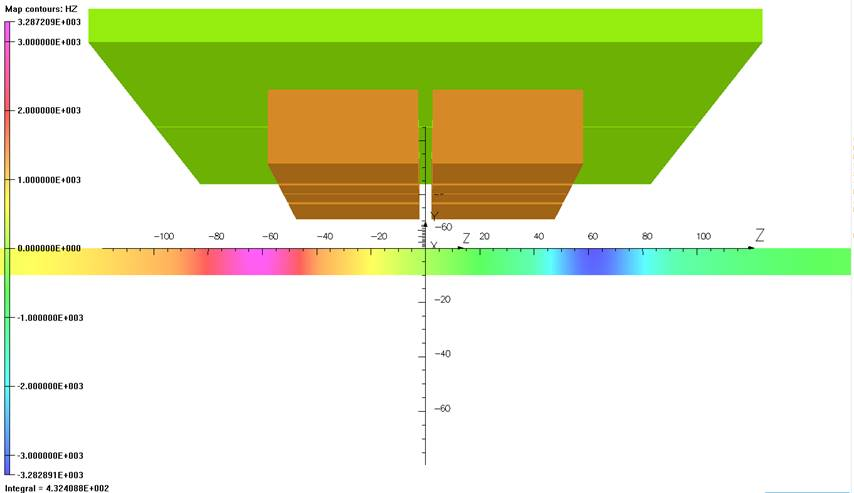 Map contours: HZ
3.287209E+003
3.000000E+003
2.000000E+003
1.000000E+003
0.000000E+000
-1.000000E+003
-2.000000E+003
-3.000000E+003
-3.282891E+003
Integral = 4.324088E+002
Y
-60
-100 -80 -60 -40 -20 X Z 20 40 60 80 100 Z
-20
-40
-60